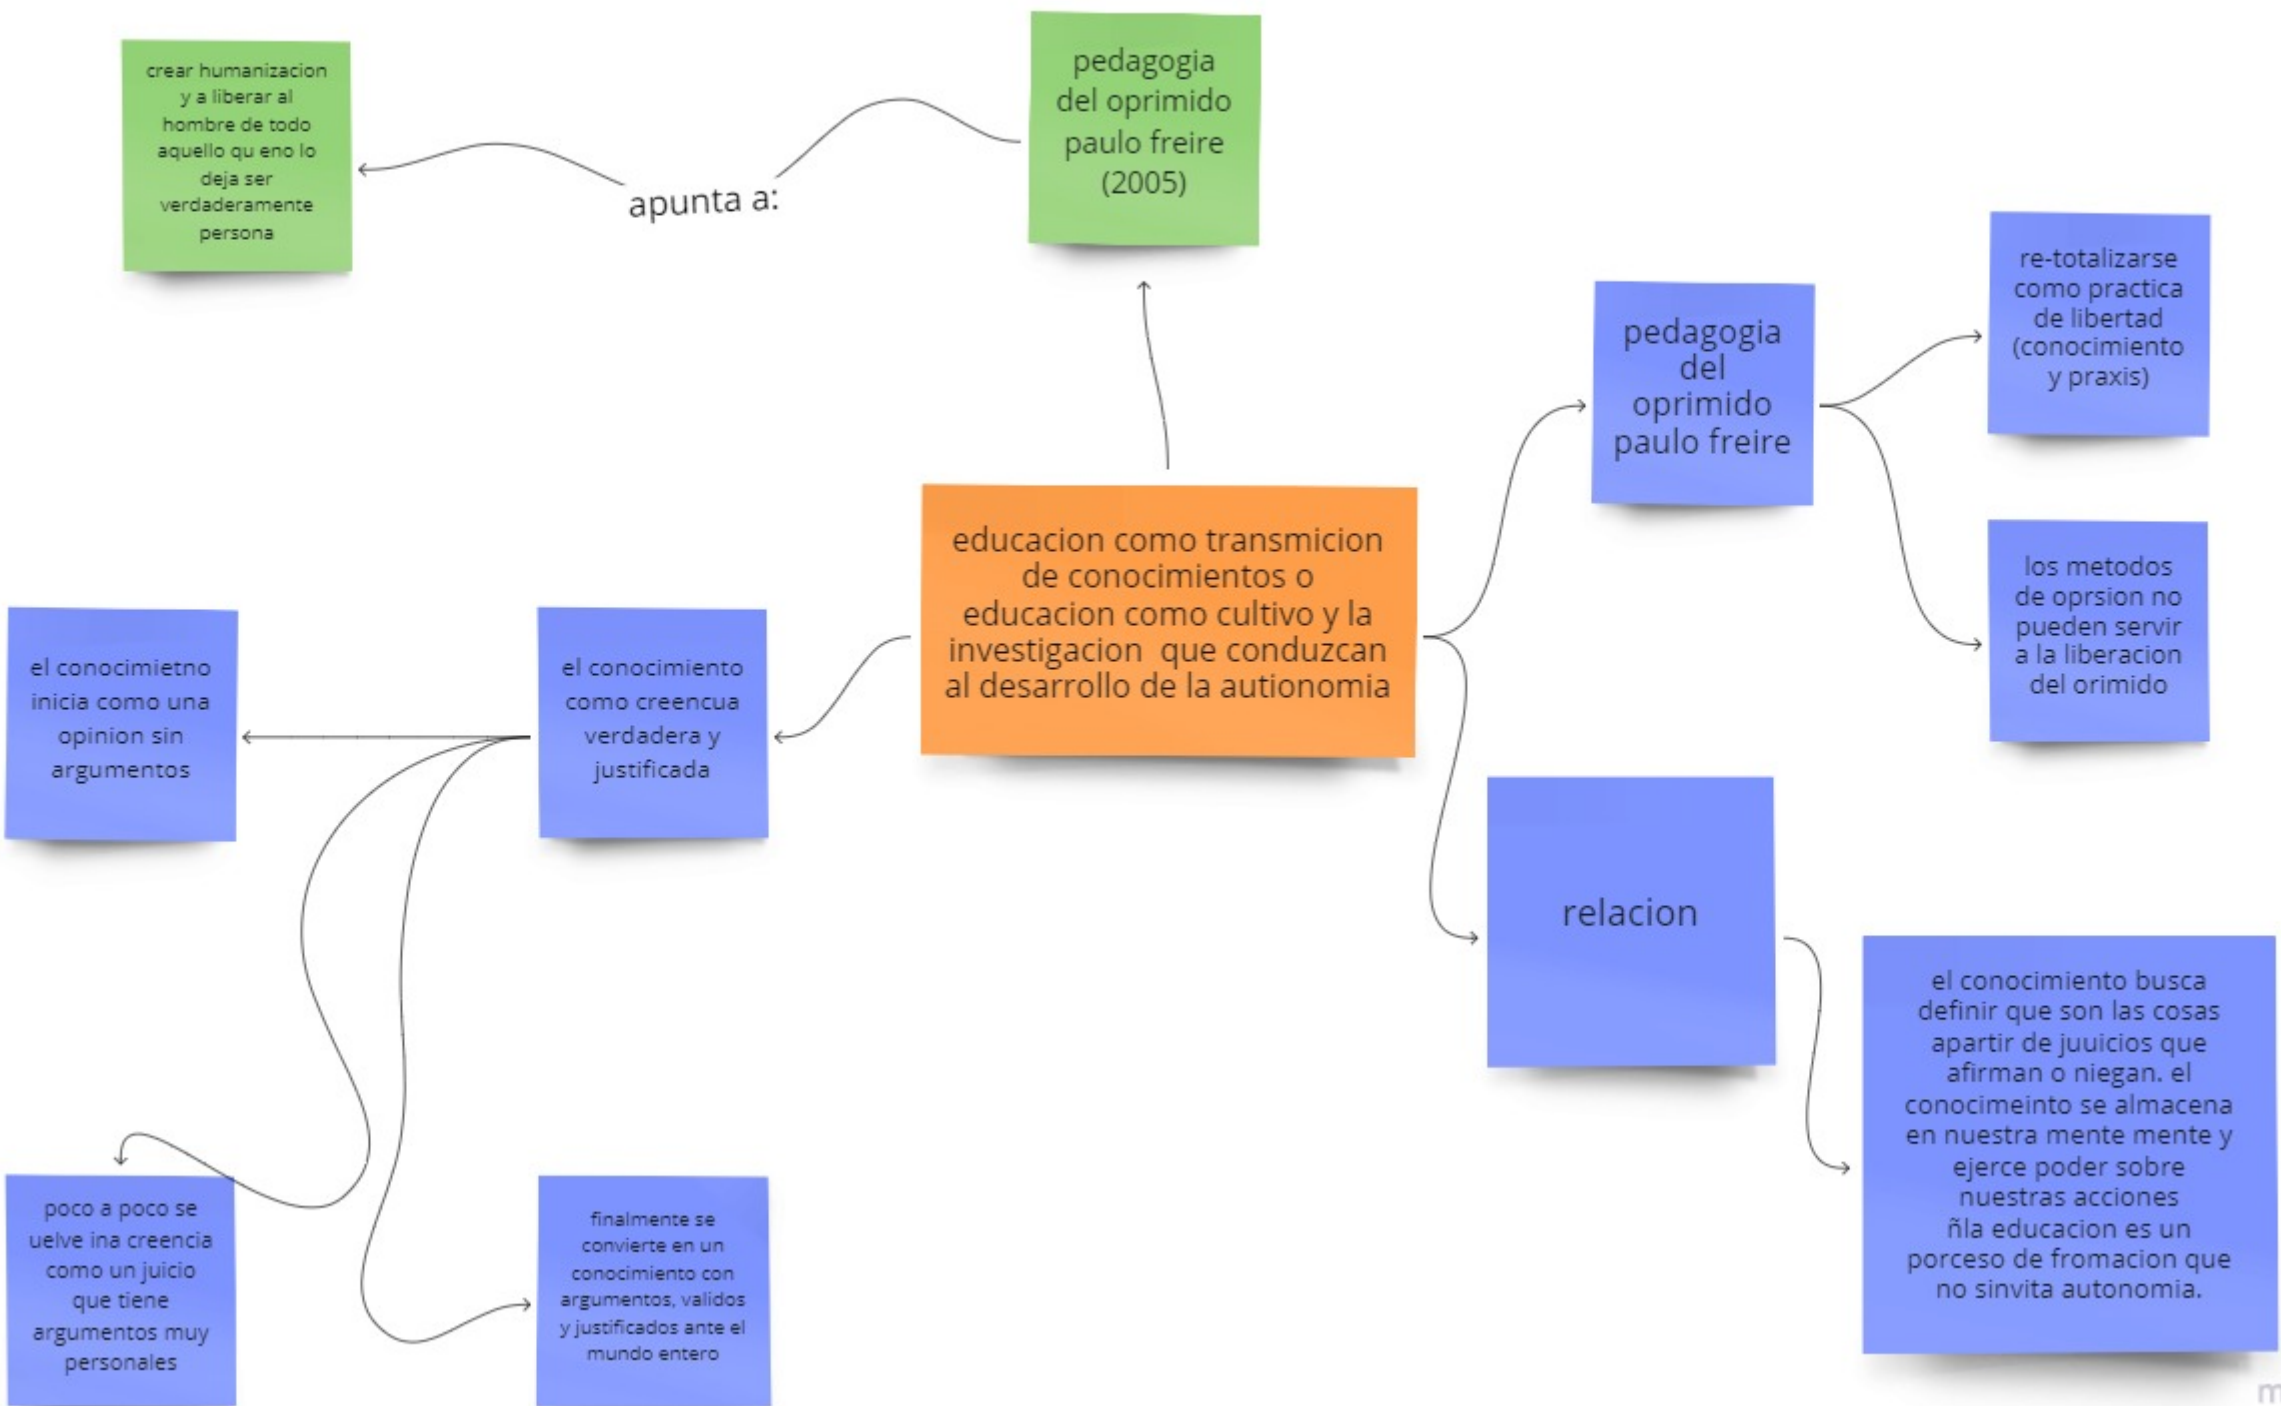 crear humanizacion
y a liberar al
hombre de todo
aquello qu eno lo
deja ser
verdaderamente
persona
apunta a:
pedagogia
del oprimido
paulo freire
(2005)
pedagogia
del
oprimido
paulo freire
re-totalizarse
como practica
de libertad
(conocimiento
y praxis)
los metodos
de oprsion no
pueden servir
a la liberacion
del orimido
educacion como transmicion
de conocimientos o
educacion como cultivo y la
investigacion que conduzcan
al desarrollo de la autionomia
el conocimietno
inicia como una
opinion sin
argumentos
el conocimiento
como creencua
verdadera y
justificada
relacion
el conocimiento busca
definir que son las cosas
apartir de juuicios que
afirman o niegan. el
conocimeinto se almacena
en nuestra mente mente y
ejerce poder sobre
nuestras acciones
ñla educacion es un
porceso de fromacion que
no sinvita autonomia.
poco a poco se
uelve ina creencia
como un juicio
que tiene
argumentos muy
personales
finalmente se
convierte en un
conocimiento con
argumentos, validos
y justificados ante el
mundo entero